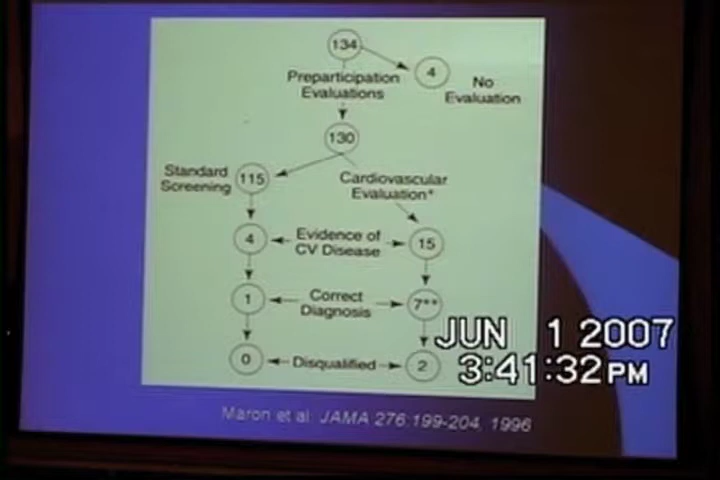 134
4
No
Evaluation
Preparticipation
Evaluations
130
Standard
Screening
115
Cardiovascular
Evaluation*
4
Evidence of
CV Disease
15
1
Correct
Diagnosis
7**
0
Disqualified
2
JUN 1 2007
3:41:32 PM
Maron et al: JAMA 276:199-204, 1996